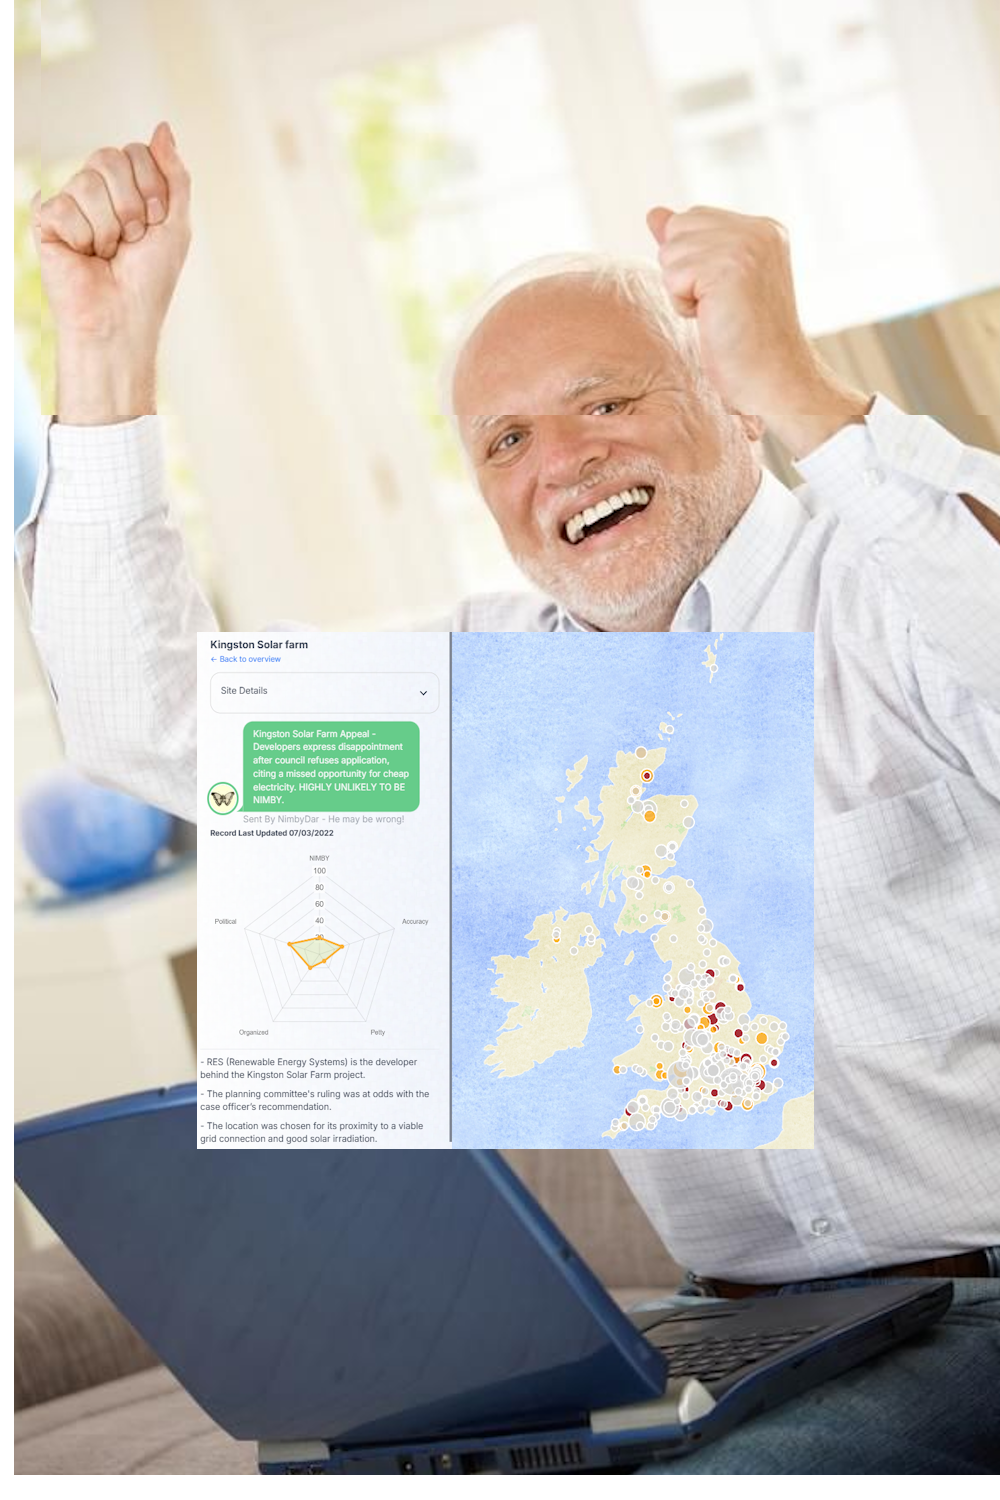 Kingston Solar farm
← Back to overview
Site Details
Kingston Solar Farm Appeal -
Developers express disappointment
after council refuses application,
citing a missed opportunity for cheap
electricity. HIGHLY UNLIKELY TO BE
NIMBY.
Sent By NimbyDar - He may be wrong!
Record Last Updated 07/03/2022
NIMBY
100
80
60
40
20
Political
Accuracy
Organized
Petty
- RES (Renewable Energy Systems) is the developer
behind the Kingston Solar Farm project.
- The planning committee's ruling was at odds with the
case officer's recommendation.
- The location was chosen for its proximity to a viable
grid connection and good solar irradiation.